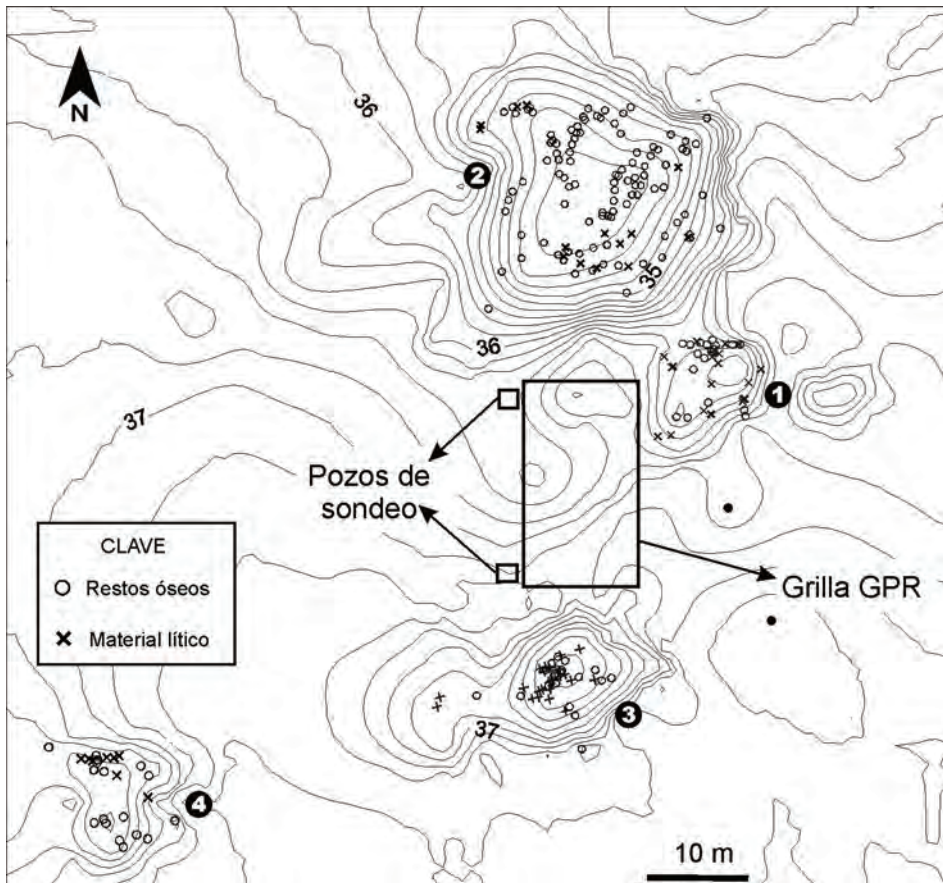 N
36
2
35
36
1
37
Pozos de
sondeo
CLAVE
Restos óseos
Material lítico
Grilla GPR
3
37
4
10 m